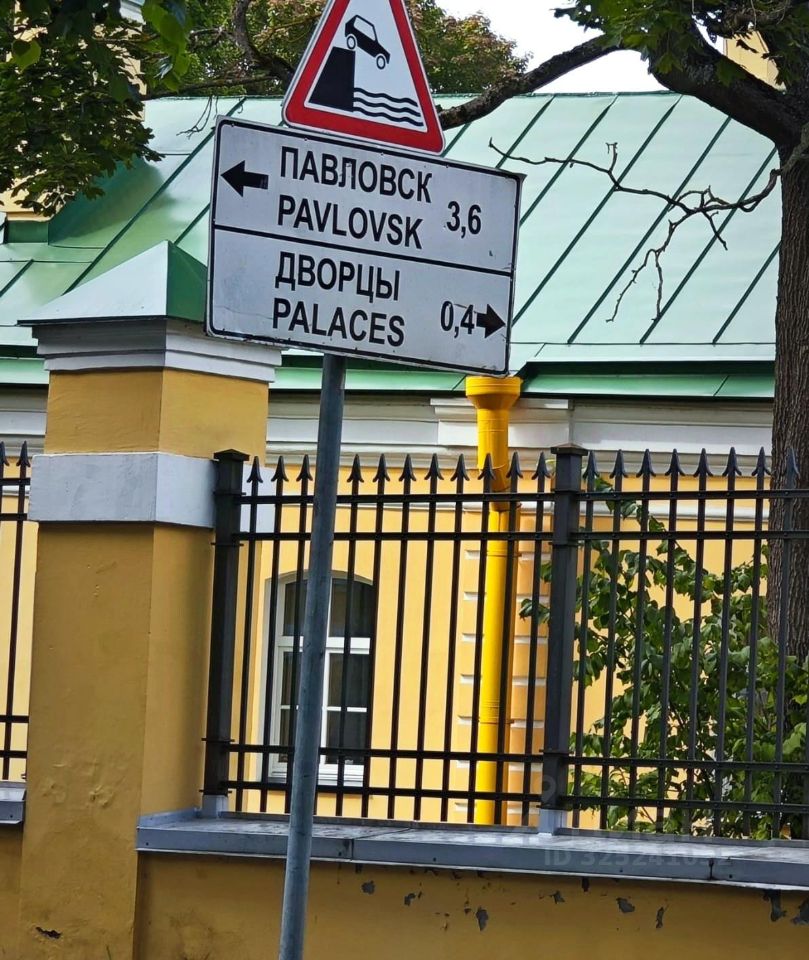 ПАВЛОВСК 3,6
PAVLOVSK
ДВОРЦЫ 0,4
PALACES